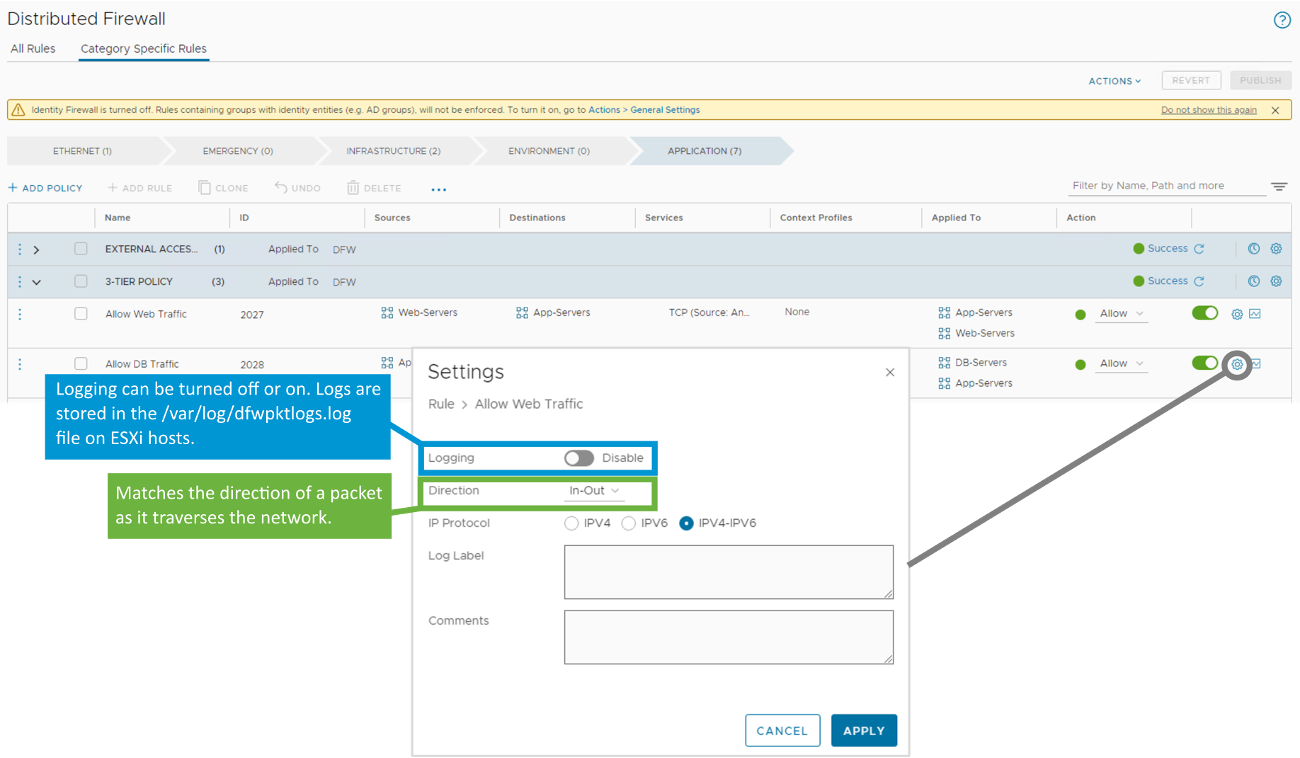 Distributed Firewall
All Rules Category Specific Rules
ACTIONS REVERT PUBLISH
Identity Firewall is turned off. Rules containing groups with identity entities (e.g. AD groups), will not be enforced. To turn it on, go to Actions > General Settings Do not show this again
ETHERNET (1) EMERGENCY (0) INFRASTRUCTURE (2) ENVIRONMENT (0) APPLICATION (7)
+ ADD POLICY + ADD RULE CLONE UNDO DELETE ... Filter by Name, Path and more
Name ID Sources Destinations Services Context Profiles Applied To Action
EXTERNAL ACCES... (1) Applied To DFW Success
3-TIER POLICY (3) Applied To DFW Success
Allow Web Traffic 2027 Web-Servers App-Servers TCP (Source: An... None App-Servers Allow
Web-Servers
Allow DB Traffic 2028 Ap DB-Servers Allow
App-Servers
Logging can be turned off or on. Logs are
stored in the /var/log/dfwpktlogs.log
file on ESXi hosts.
Matches the direction of a packet
as it traverses the network.
Settings
Rule > Allow Web Traffic
Logging Disable
Direction In-Out
IP Protocol IPV4 IPV6 IPV4-IPV6
Log Label
Comments
CANCEL APPLY